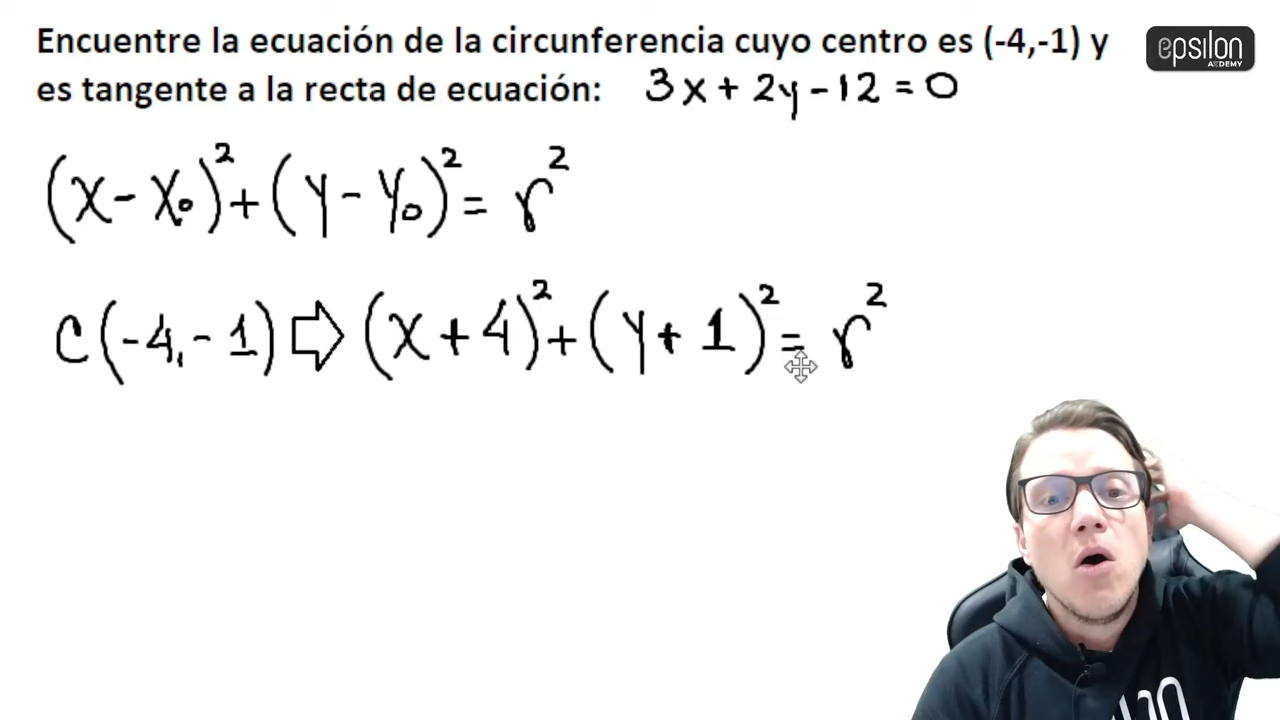 Encuentre la ecuación de la circunferencia cuyo centro es (-4,-1) y
es tangente a la recta de ecuación: 3x + 2y - 12 = 0
epsilon
ACADEMY
(x - x₀)² + (y - y₀)² = r²
C(-4, -1) ⇨ (x + 4)² + (y + 1)² = r²